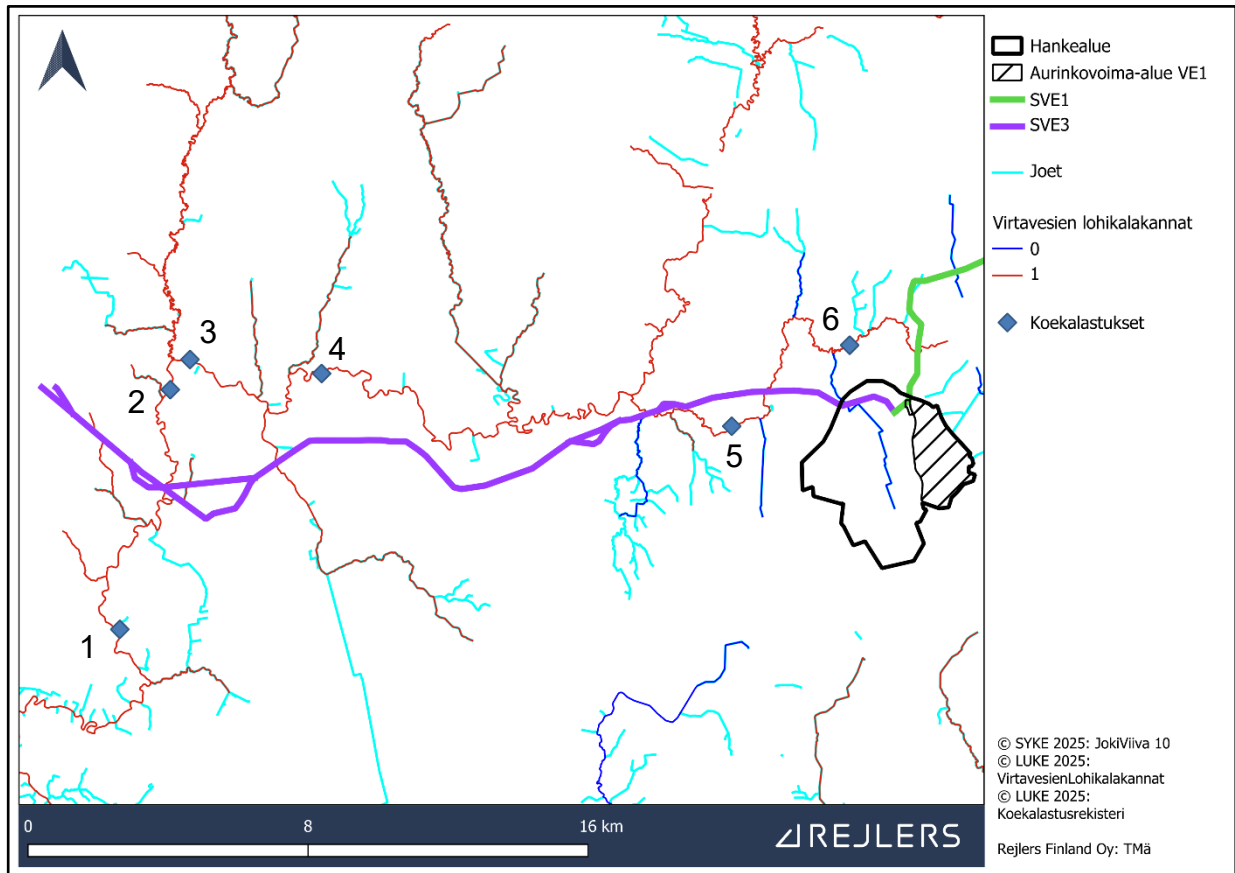 Hankealue
Aurinkovoima-alue VE1
SVE1
SVE3
Joet
Virtavesien lohikalakannat
0
1
Koekalastukset
6
3
4
2
5
1
© SYKE 2025: JokiViiva 10
© LUKE 2025:
VirtavesienLohikalakannat
© LUKE 2025:
Koekalastusrekisteri
Rejlers Finland Oy: TMä
0
8
16 km
REJLERS